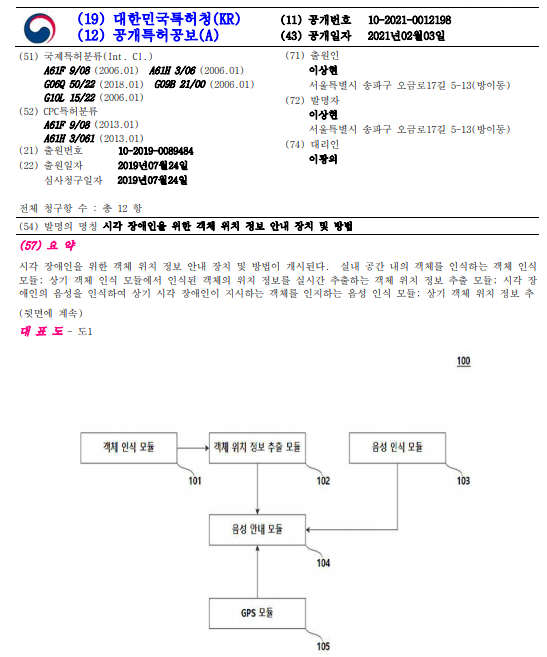 (19) 대한민국특허청(KR)
(12) 공개특허공보(A)
(11) 공개번호 10-2021-0012198
(43) 공개일자 2021년02월03일
(51) 국제특허분류(Int. Cl.)
A61F 9/08 (2006.01) A61H 3/06 (2006.01)
G06Q 50/22 (2018.01) G09B 21/00 (2006.01)
G10L 15/22 (2006.01)
(52) CPC특허분류
A61F 9/08 (2013.01)
A61H 3/061 (2013.01)
(21) 출원번호 10-2019-0089484
(22) 출원일자 2019년07월24일
심사청구일자 2019년07월24일
(71) 출원인
이상현
서울특별시 송파구 오금로17길 5-13(방이동)
(72) 발명자
이상현
서울특별시 송파구 오금로17길 5-13(방이동)
(74) 대리인
이광의
전체 청구항 수 : 총 12 항
(54) 발명의 명칭 시각 장애인을 위한 객체 위치 정보 안내 장치 및 방법
(57) 요 약
시각 장애인을 위한 객체 위치 정보 안내 장치 및 방법이 개시된다. 실내 공간 내의 객체를 인식하는 객체 인식
모듈; 상기 객체 인식 모듈에서 인식된 객체의 위치 정보를 실시간 추출하는 객체 위치 정보 추출 모듈; 시각 장
애인의 음성을 인식하여 상기 시각 장애인이 지시하는 객체를 인지하는 음성 인식 모듈; 상기 객체 위치 정보 추
(뒷면에 계속)
대 표 도 - 도1
100
객체 인식 모듈
객체 위치 정보 추출 모듈
음성 인식 모듈
101
102
103
음성 안내 모듈
104
GPS 모듈
105